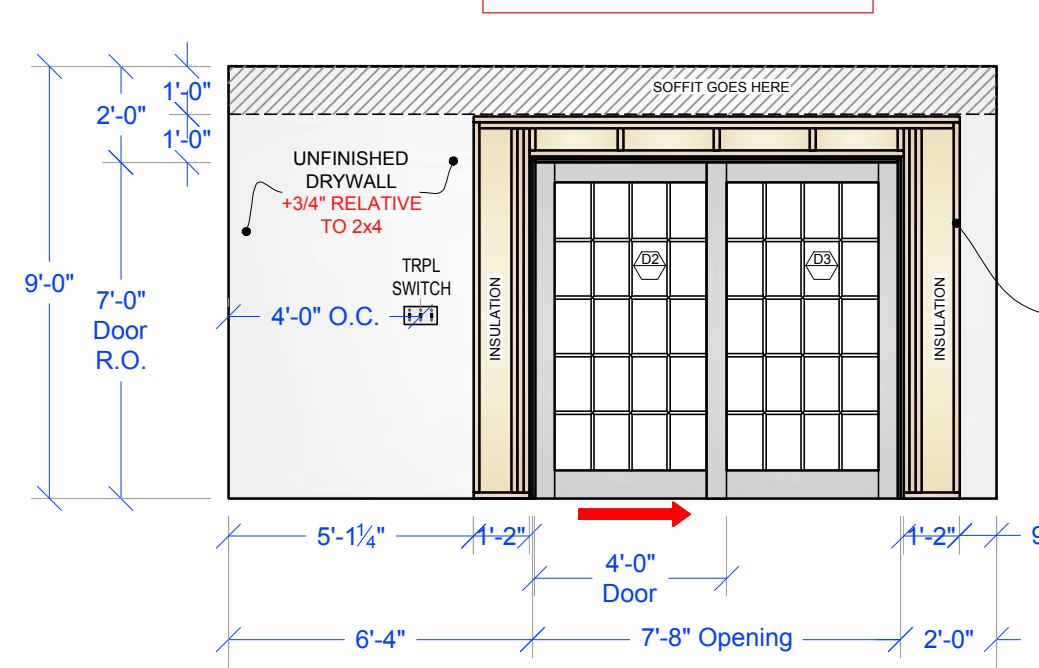 SOFFIT GOES HERE
1'-0"
2'-0"
1'-0"
UNFINISHED
DRYWALL
+3/4" RELATIVE
TO 2x4
D2
D3
TRPL
SWITCH
9'-0"
7'-0"
Door
R.O.
4'-0" O.C.
INSULATION
INSULATION
5'-1¼"
1'-2"
1'-2"
9
4'-0"
Door
6'-4"
7'-8" Opening
2'-0"